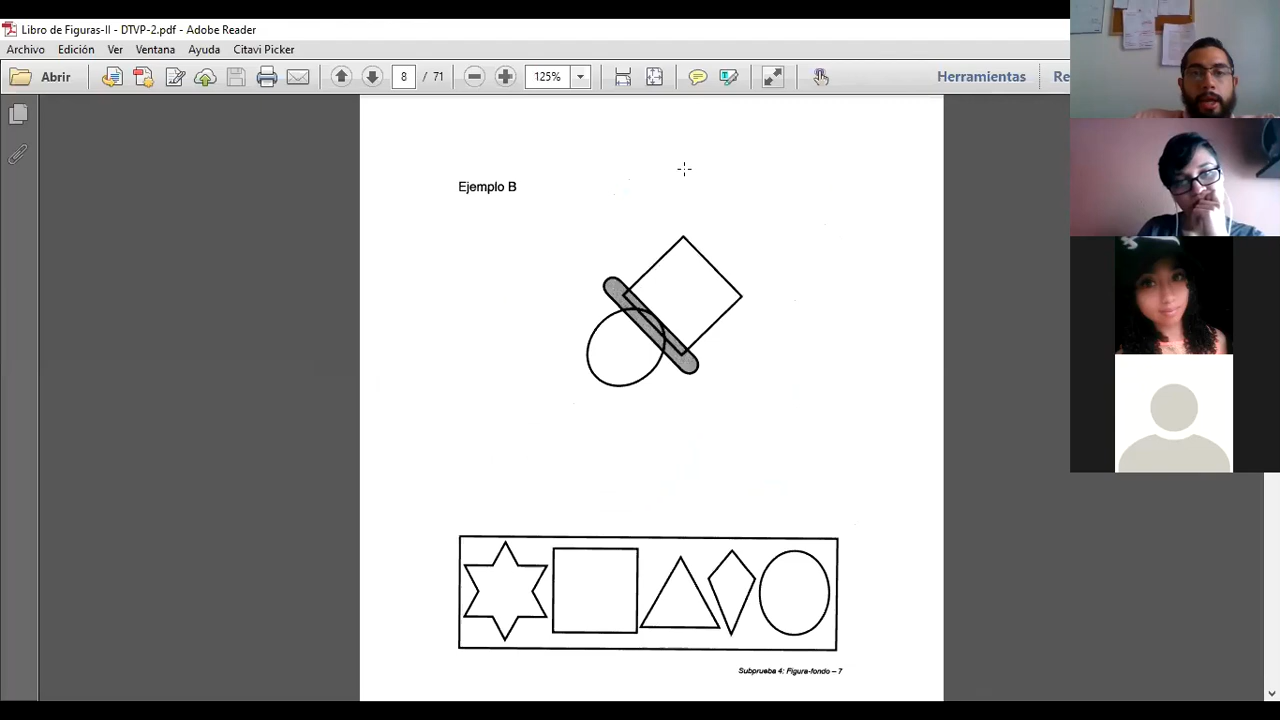 Libro de Figuras-II - DTVP-2.pdf - Adobe Reader
Archivo Edición Ver Ventana Ayuda Citavi Picker
Abrir 8 / 71 125% Herramientas Re
Ejemplo B
Subprueba 4: Figura-fondo – 7